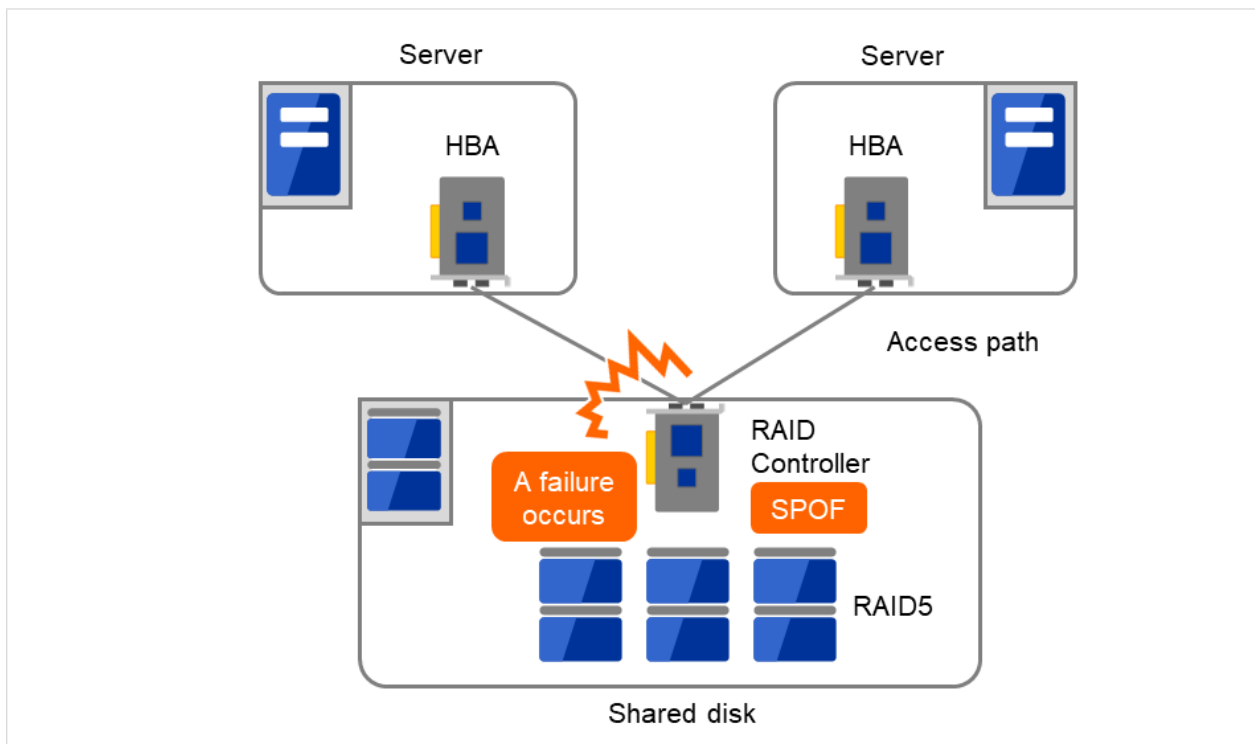 Server
Server
HBA
HBA
Access path
RAID
Controller
A failure
occurs
SPOF
RAID5
Shared disk